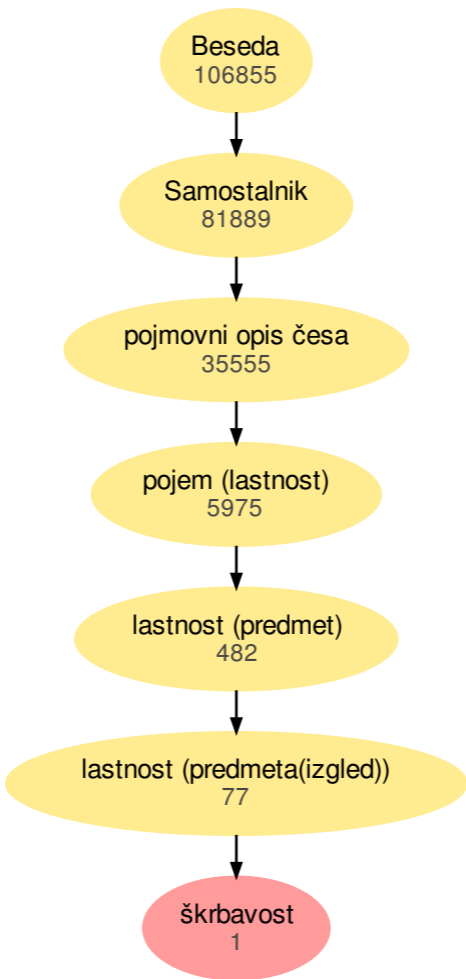 Beseda
106855
Samostalnik
81889
pojmovni opis česa
35555
pojem (lastnost)
5975
lastnost (predmet)
482
lastnost (predmeta(izgled))
77
škrbavost
1